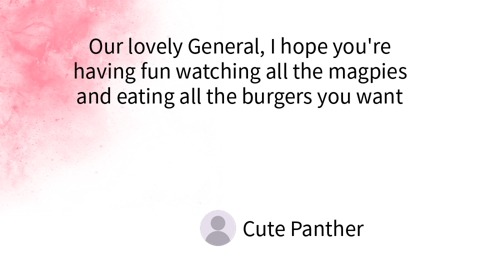 Our lovely General, I hope you're
having fun watching all the magpies
and eating all the burgers you want
Cute Panther